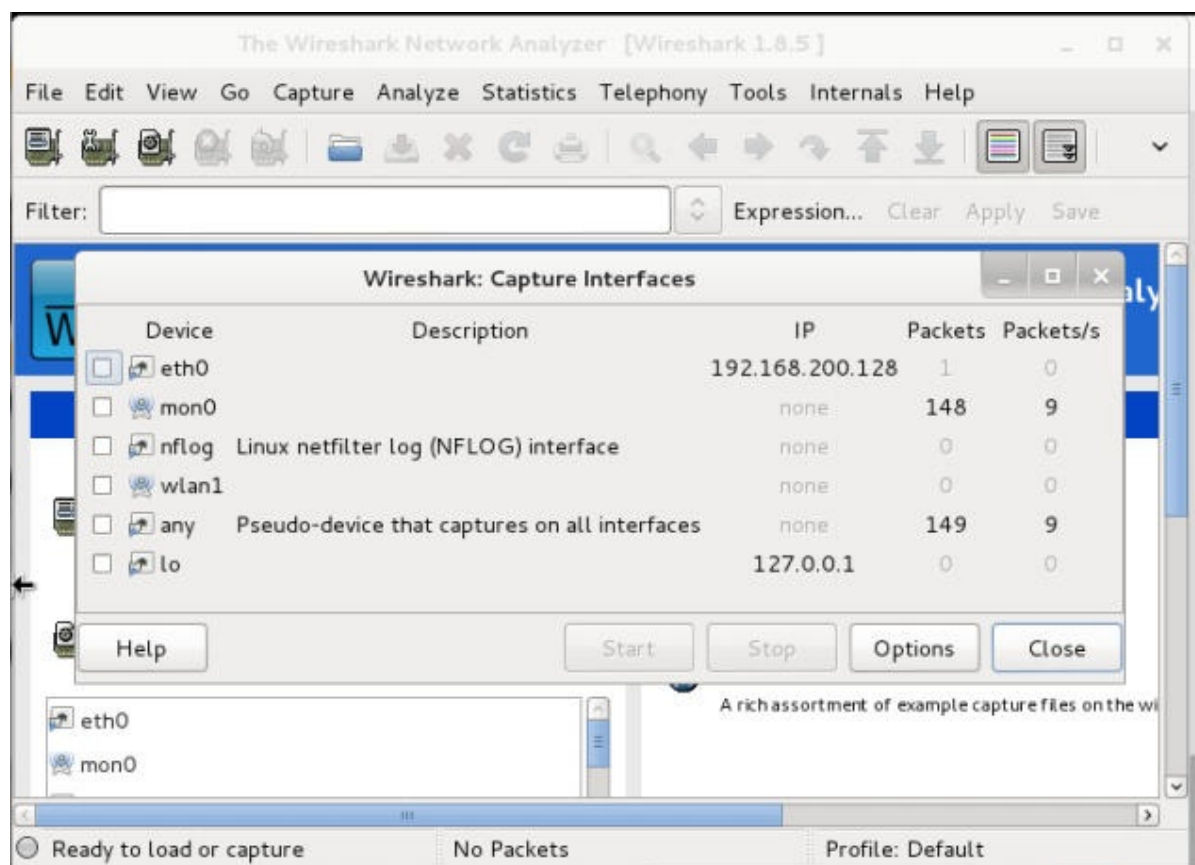 The Wireshark Network Analyzer [Wireshark 1.8.5 ]
File Edit View Go Capture Analyze Statistics Telephony Tools Internals Help
Filter: Expression... Clear Apply Save
Wireshark: Capture Interfaces
Device Description IP Packets Packets/s
eth0 192.168.200.128 1 0
mon0 none 148 9
nflog Linux netfilter log (NFLOG) interface none 0 0
wlan1 none 0 0
any Pseudo-device that captures on all interfaces none 149 9
lo 127.0.0.1 0 0
Help Start Stop Options Close
A rich assortment of example capture files on the wi
eth0
mon0
Ready to load or capture No Packets Profile: Default